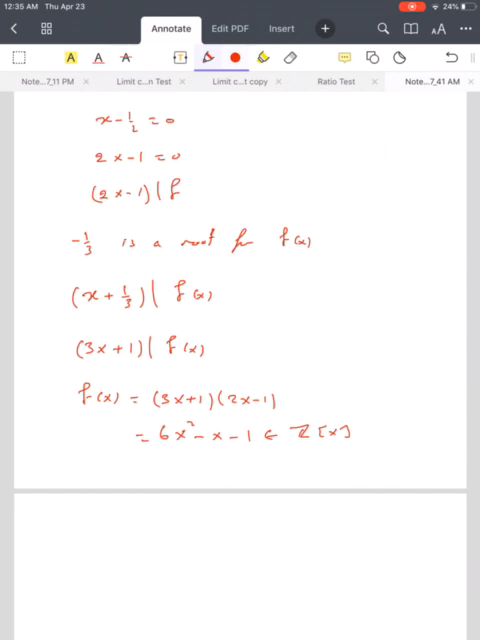 12:35 AM Thu Apr 23 24%
Annotate Edit PDF Insert
Note...7_11 PM Limit c...n Test Limit c...t copy Ratio Test Note...7_41 AM
x - 1/2 = 0
2x - 1 = 0
(2x - 1) | f
-1/3 is a root for f(x)
(x + 1/3) | f(x)
(3x + 1) | f(x)
f(x) = (3x+1)(2x-1)
= 6x² - x - 1 ∈ ℤ[x]